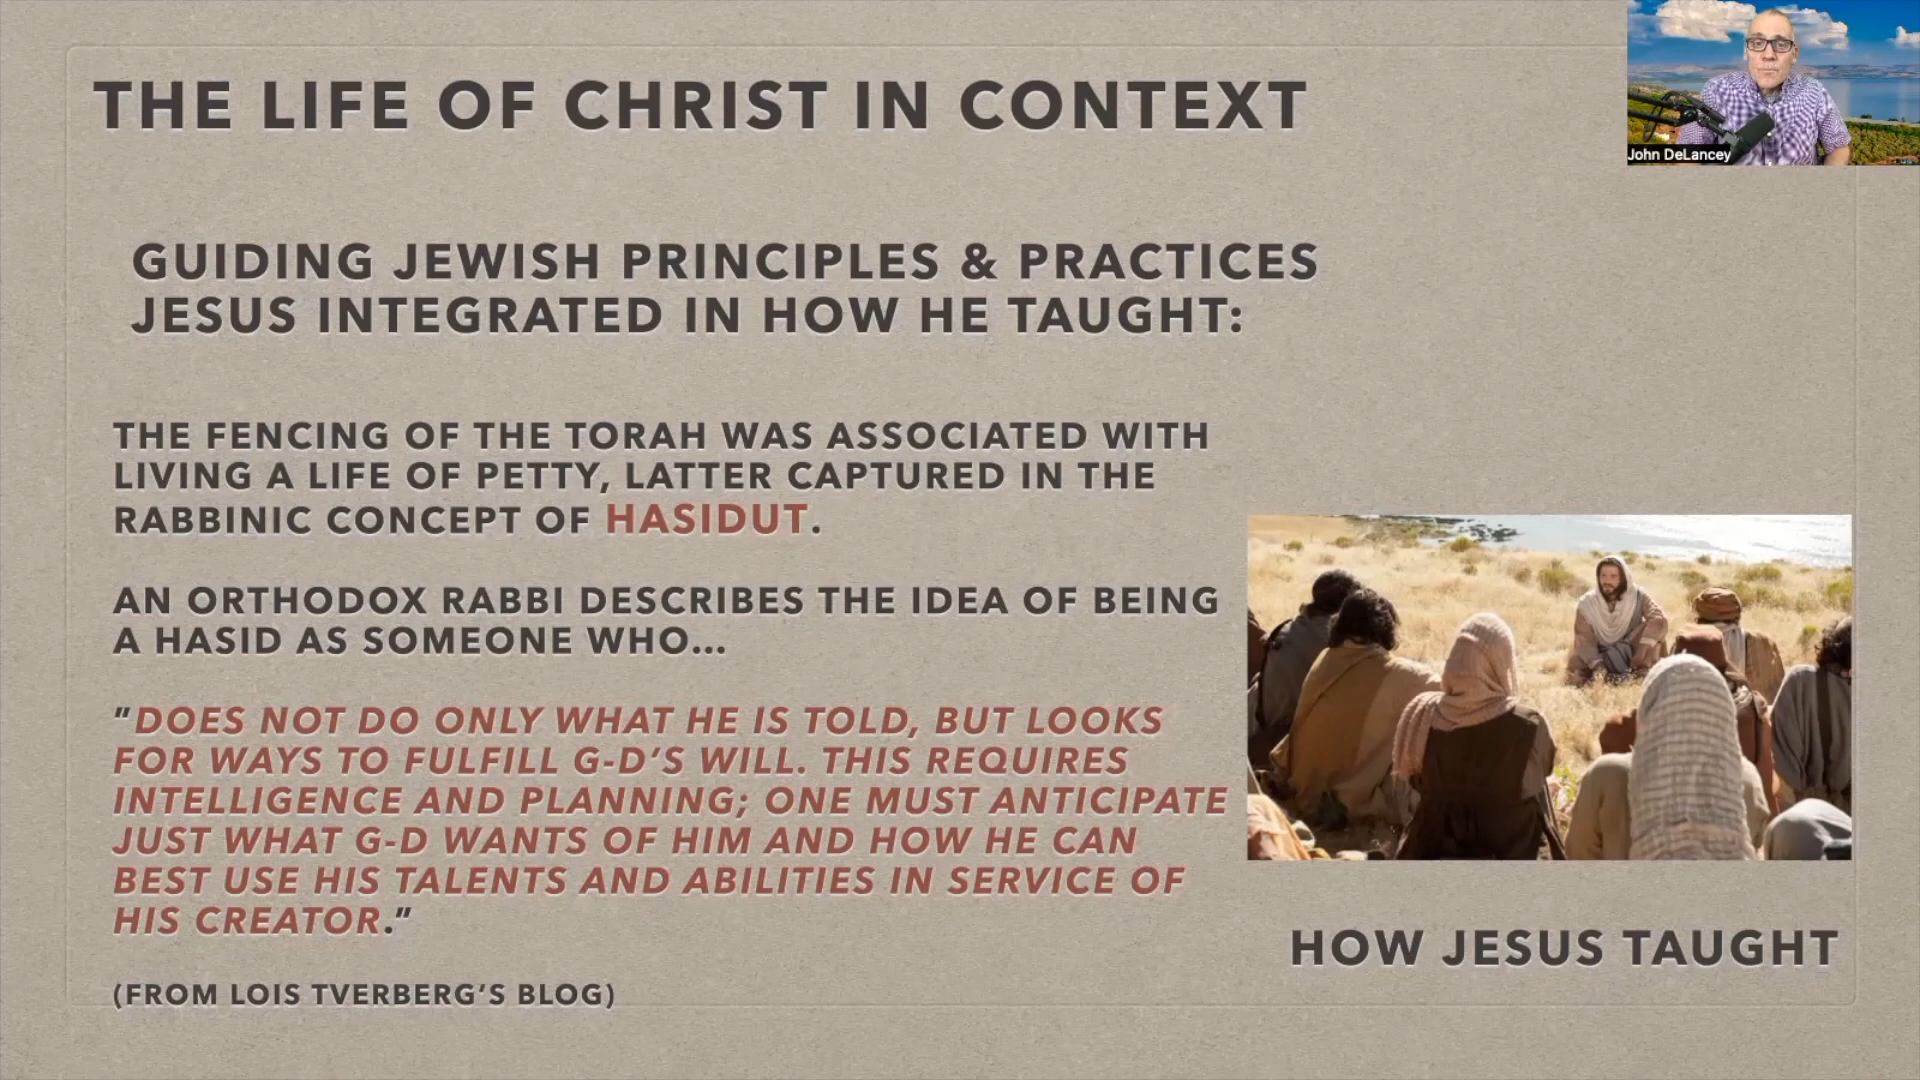 THE LIFE OF CHRIST IN CONTEXT
John DeLancey
GUIDING JEWISH PRINCIPLES & PRACTICES
JESUS INTEGRATED IN HOW HE TAUGHT:
THE FENCING OF THE TORAH WAS ASSOCIATED WITH
LIVING A LIFE OF PETTY, LATTER CAPTURED IN THE
RABBINIC CONCEPT OF HASIDUT.
AN ORTHODOX RABBI DESCRIBES THE IDEA OF BEING
A HASID AS SOMEONE WHO...
"DOES NOT DO ONLY WHAT HE IS TOLD, BUT LOOKS
FOR WAYS TO FULFILL G-D'S WILL. THIS REQUIRES
INTELLIGENCE AND PLANNING; ONE MUST ANTICIPATE
JUST WHAT G-D WANTS OF HIM AND HOW HE CAN
BEST USE HIS TALENTS AND ABILITIES IN SERVICE OF
HIS CREATOR."
(FROM LOIS TVERBERG'S BLOG)
HOW JESUS TAUGHT